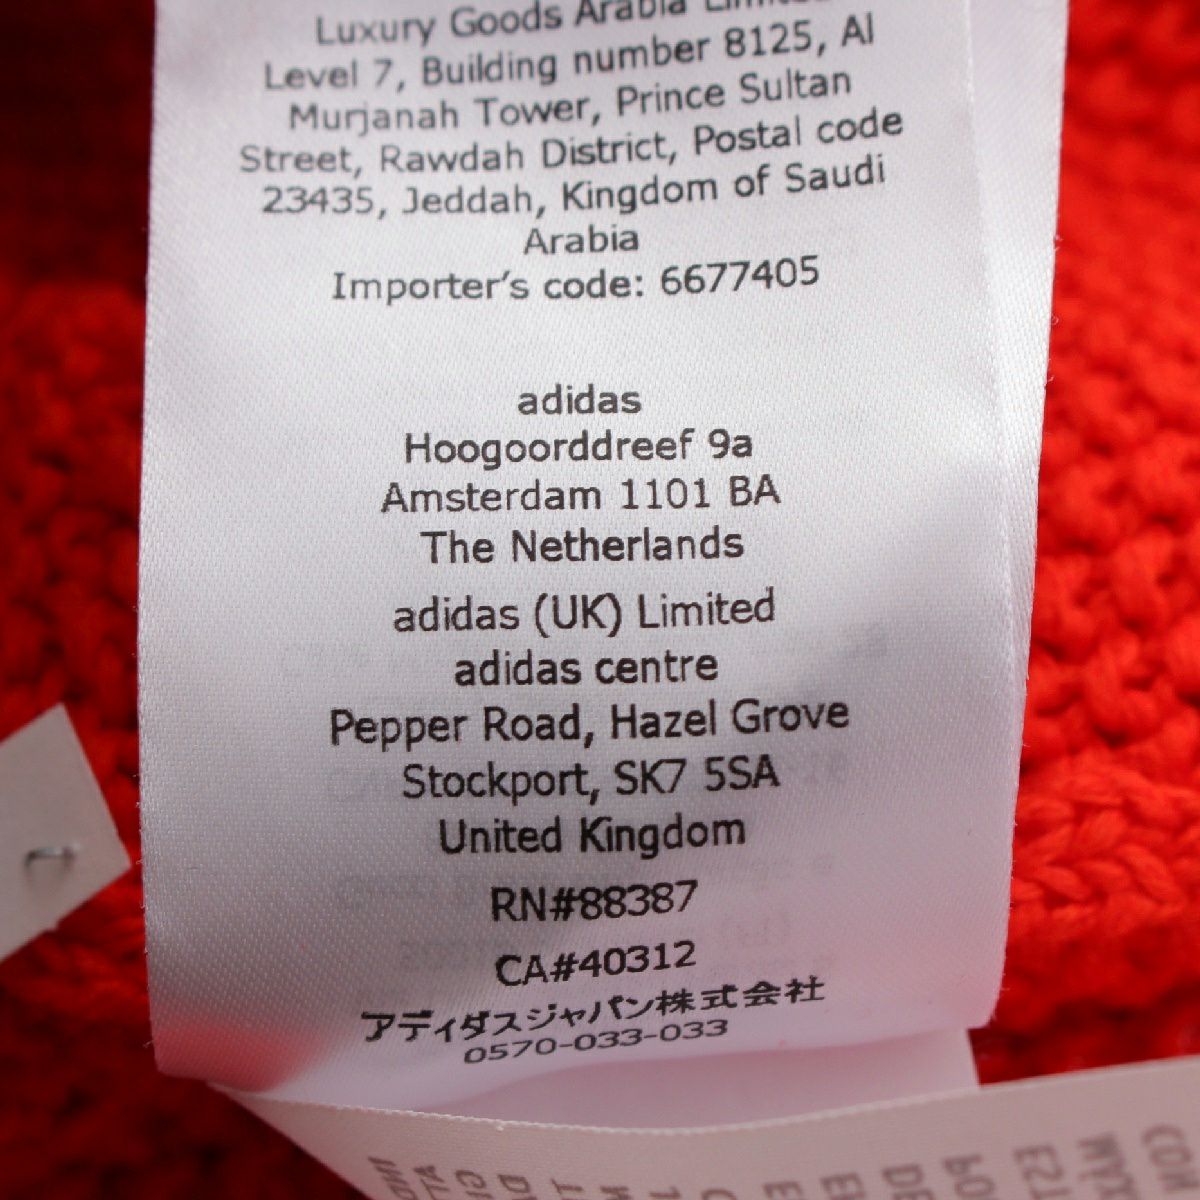 Luxury Goods Arabia Limited
Level 7, Building number 8125, Al
Murjanah Tower, Prince Sultan
Street, Rawdah District, Postal code
23435, Jeddah, Kingdom of Saudi
Arabia
Importer's code: 6677405
adidas
Hoogoorddreef 9a
Amsterdam 1101 BA
The Netherlands
adidas (UK) Limited
adidas centre
Pepper Road, Hazel Grove
Stockport, SK7 5SA
United Kingdom
RN#88387
CA#40312
アディダスジャパン株式会社
0570-033-033